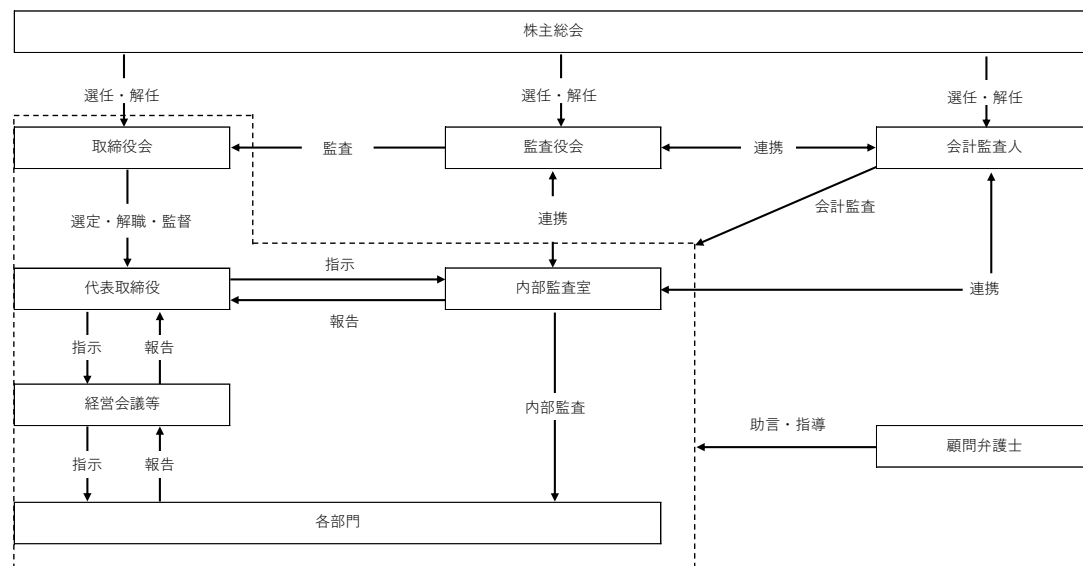 株主総会
選任・解任
選任・解任
選任・解任
取締役会
監査
監査役会
連携
会計監査人
選定・解職・監督
連携
会計監査
代表取締役
指示
報告
内部監査室
連携
指示
報告
経営会議等
内部監査
助言・指導
顧問弁護士
指示
報告
各部門